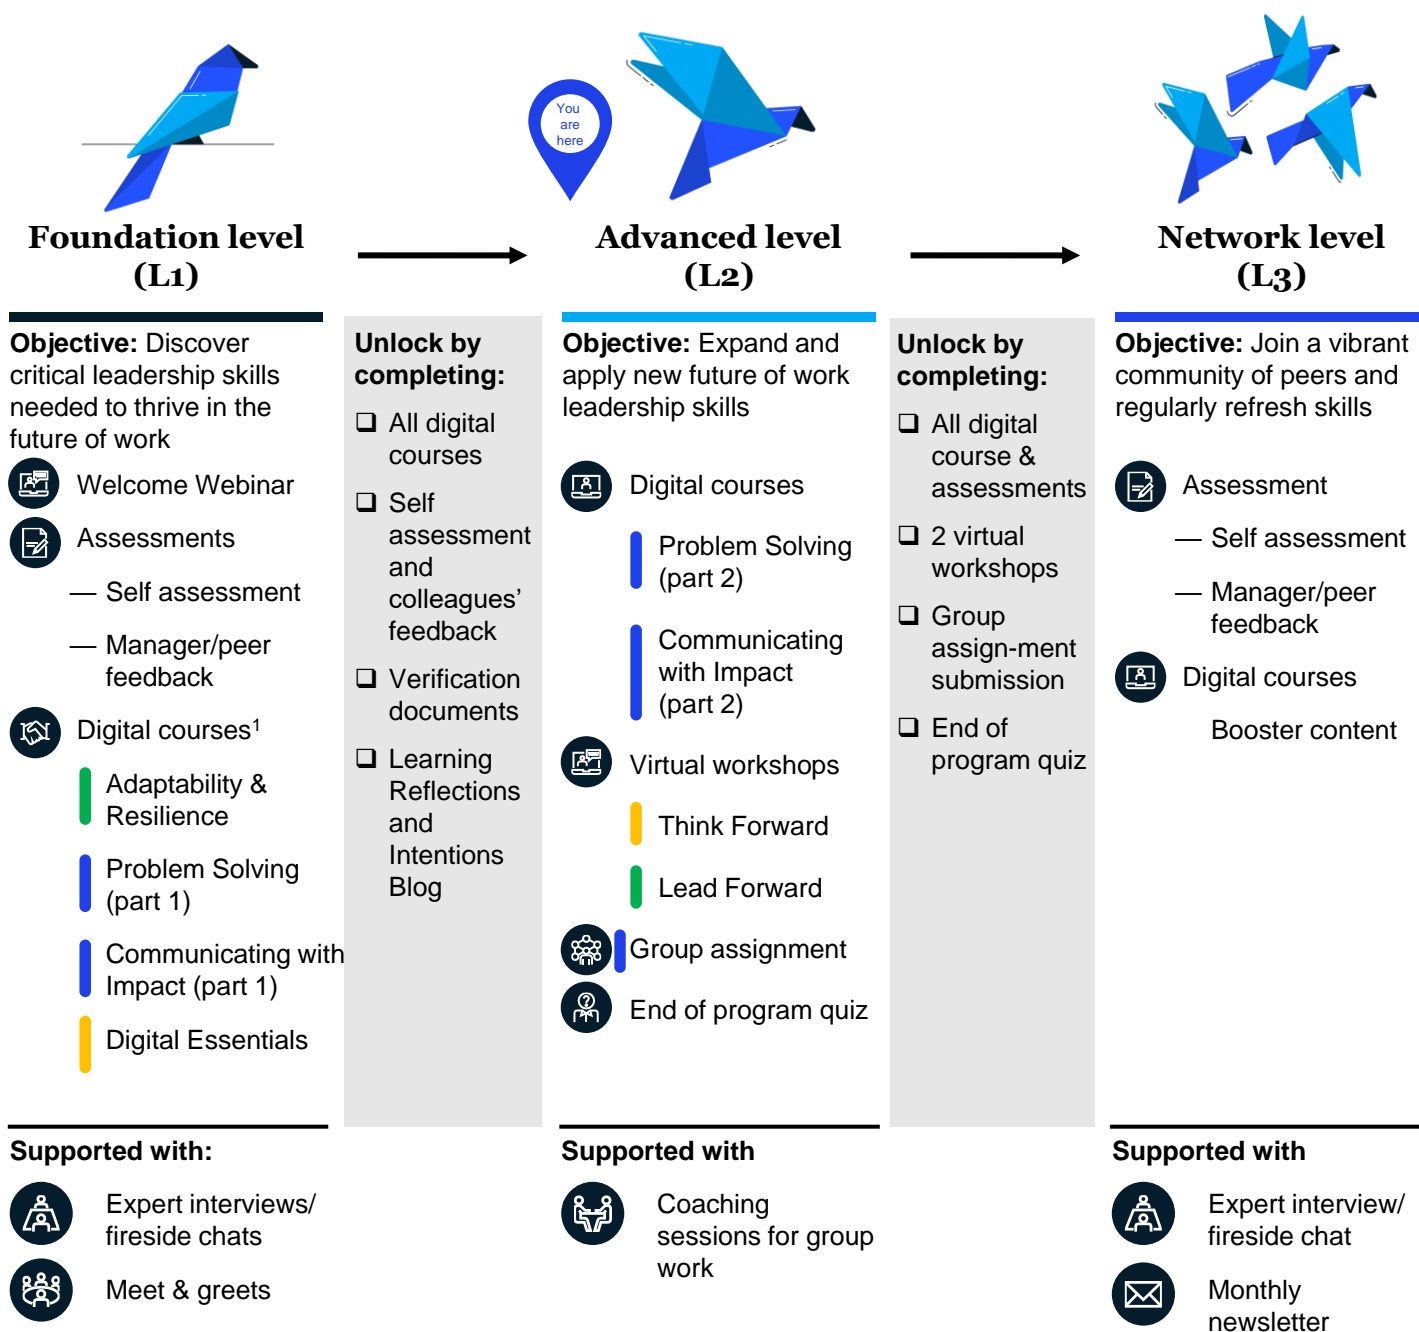 You
are
here
Foundation level
(L1)
Advanced level
(L2)
Network level
(L3)
Objective: Discover
critical leadership skills
needed to thrive in the
future of work
Welcome Webinar
Assessments
— Self assessment
— Manager/peer
feedback
Digital courses¹
Adaptability &
Resilience
Problem Solving
(part 1)
Communicating with
Impact (part 1)
Digital Essentials
Supported with:
Expert interviews/
fireside chats
Meet & greets
Unlock by
completing:
❑ All digital
courses
❑ Self
assessment
and
colleagues’
feedback
❑ Verification
documents
❑ Learning
Reflections
and
Intentions
Blog
Objective: Expand and
apply new future of work
leadership skills
Digital courses
Problem Solving
(part 2)
Communicating
with Impact
(part 2)
Virtual workshops
Think Forward
Lead Forward
Group assignment
End of program quiz
Supported with
Coaching
sessions for group
work
Unlock by
completing:
❑ All digital
course &
assessments
❑ 2 virtual
workshops
❑ Group
assign-ment
submission
❑ End of
program quiz
Objective: Join a vibrant
community of peers and
regularly refresh skills
Assessment
— Self assessment
— Manager/peer
feedback
Digital courses
Booster content
Supported with
Expert interview/
fireside chat
Monthly
newsletter